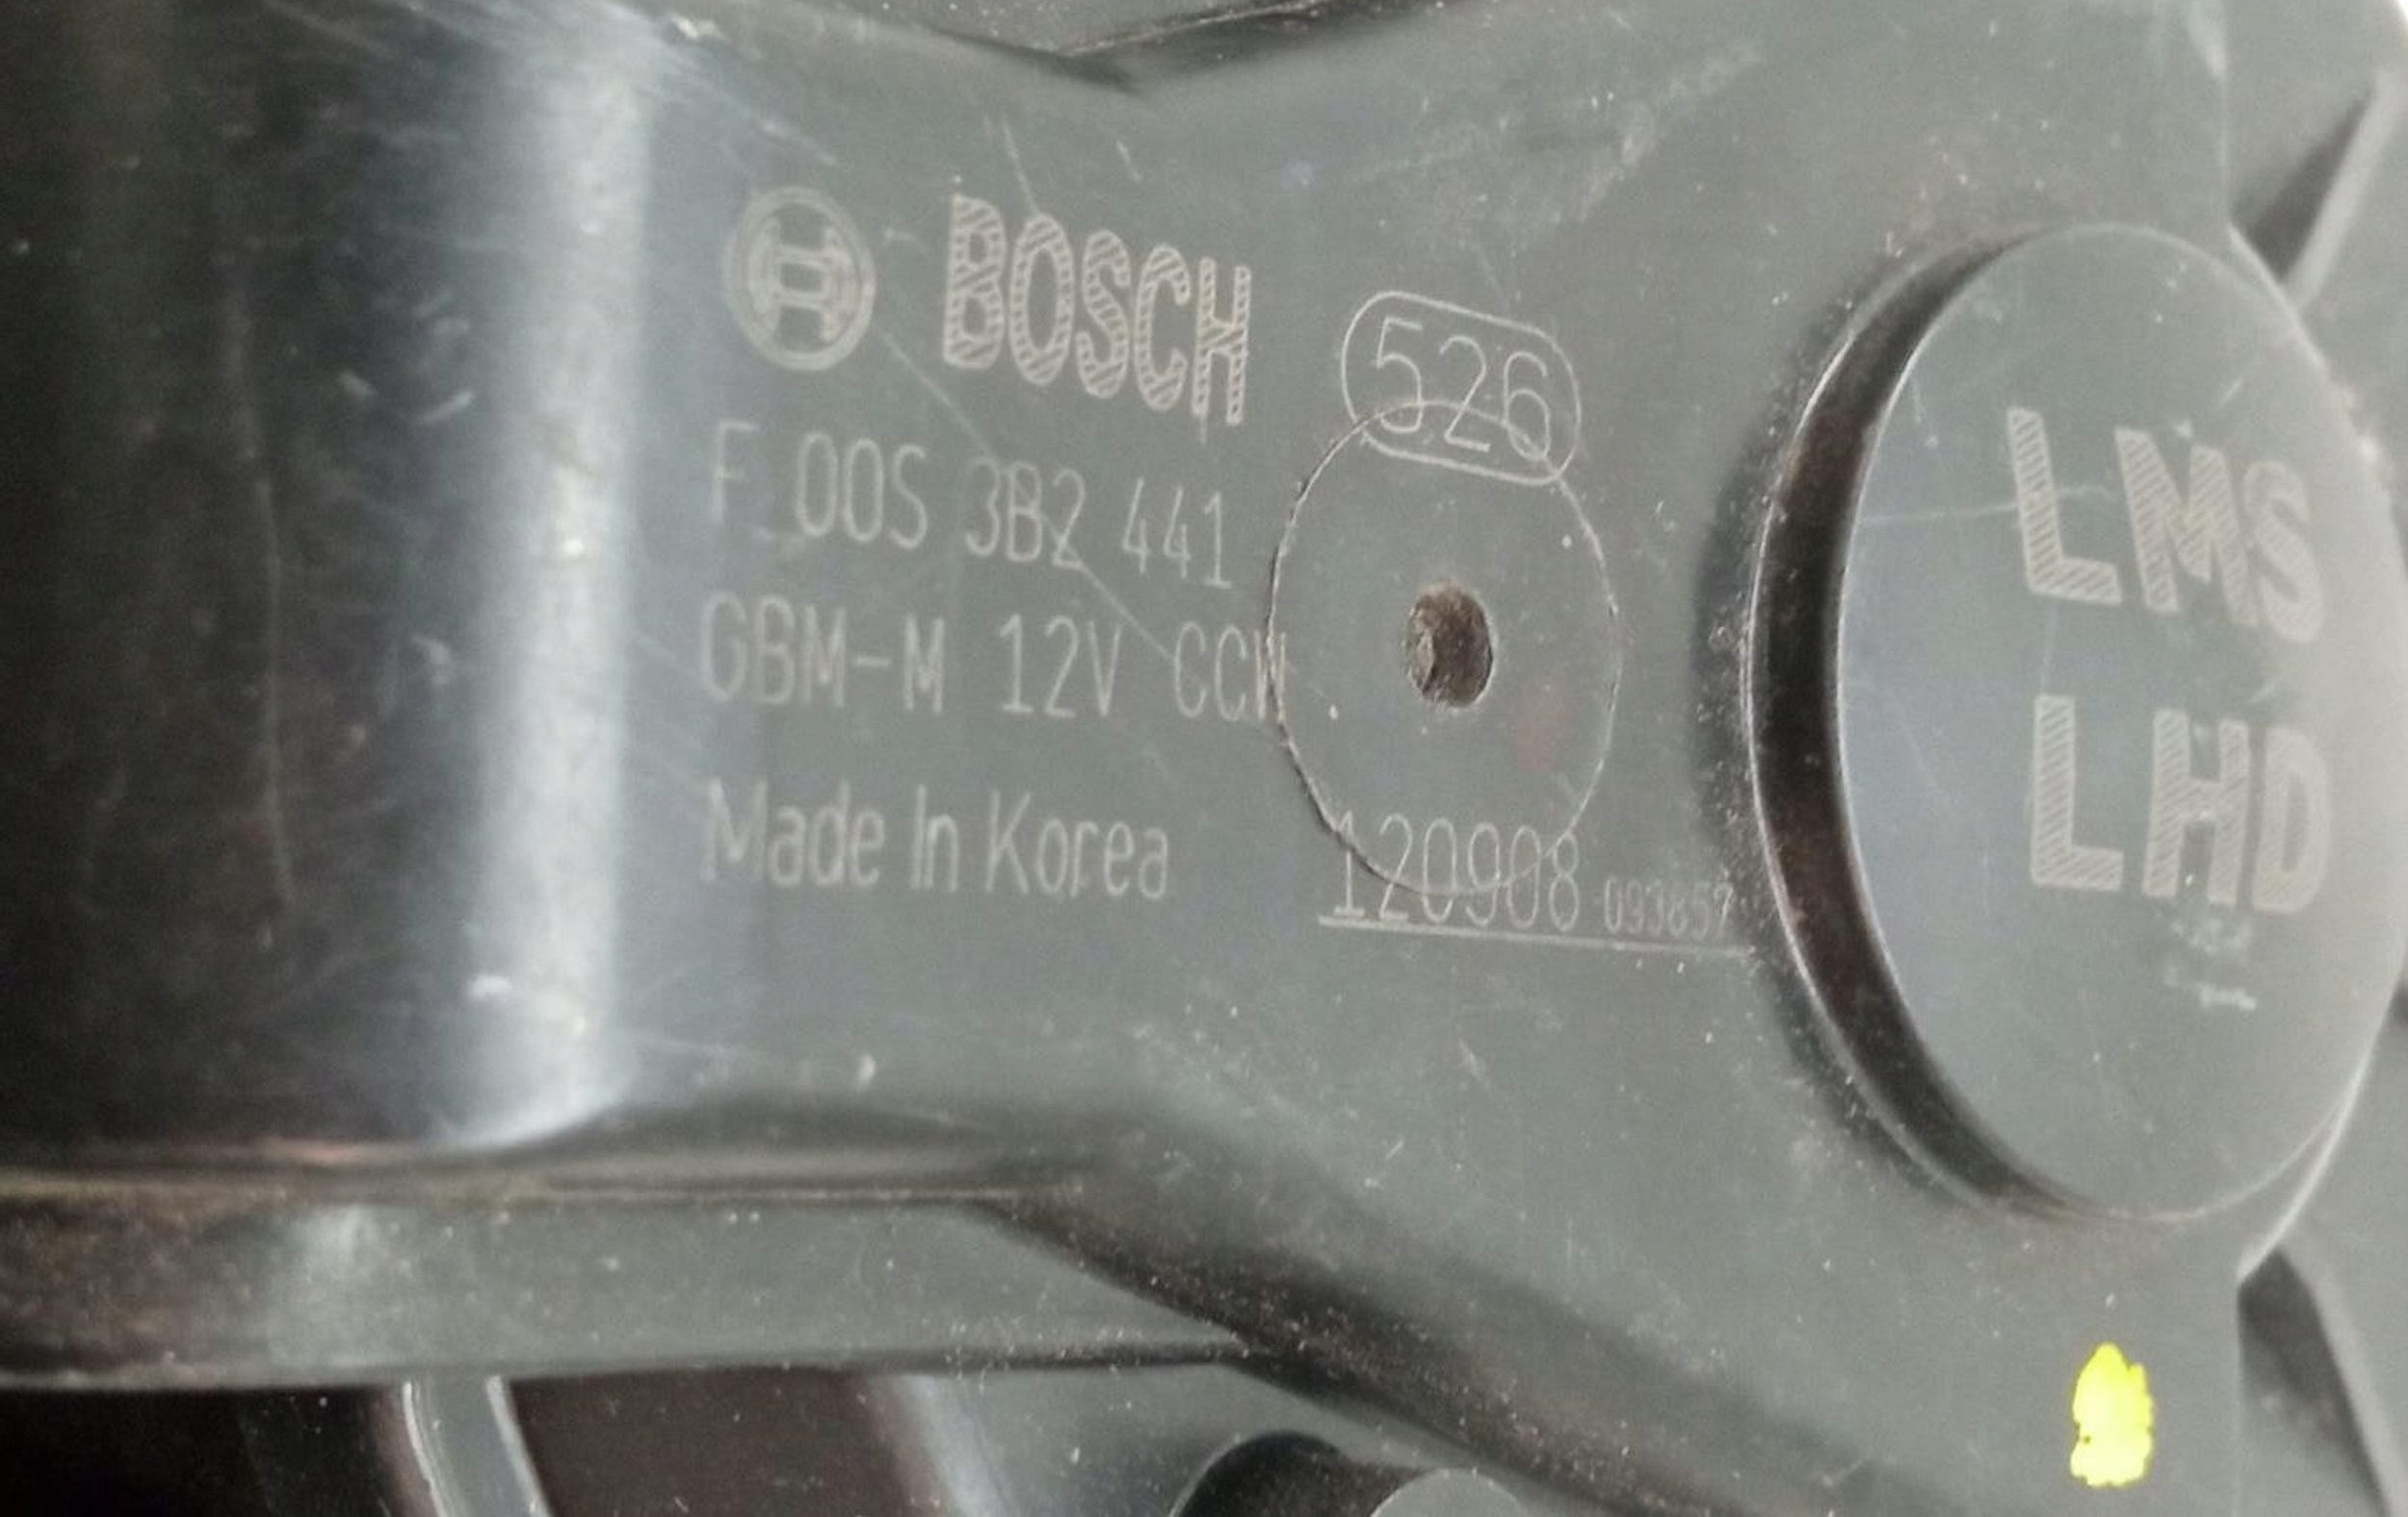 BOSCH
526
F 00S 3B2 441
GBM-M 12V CCW
Made In Korea
120908 093857
LMS
LHD